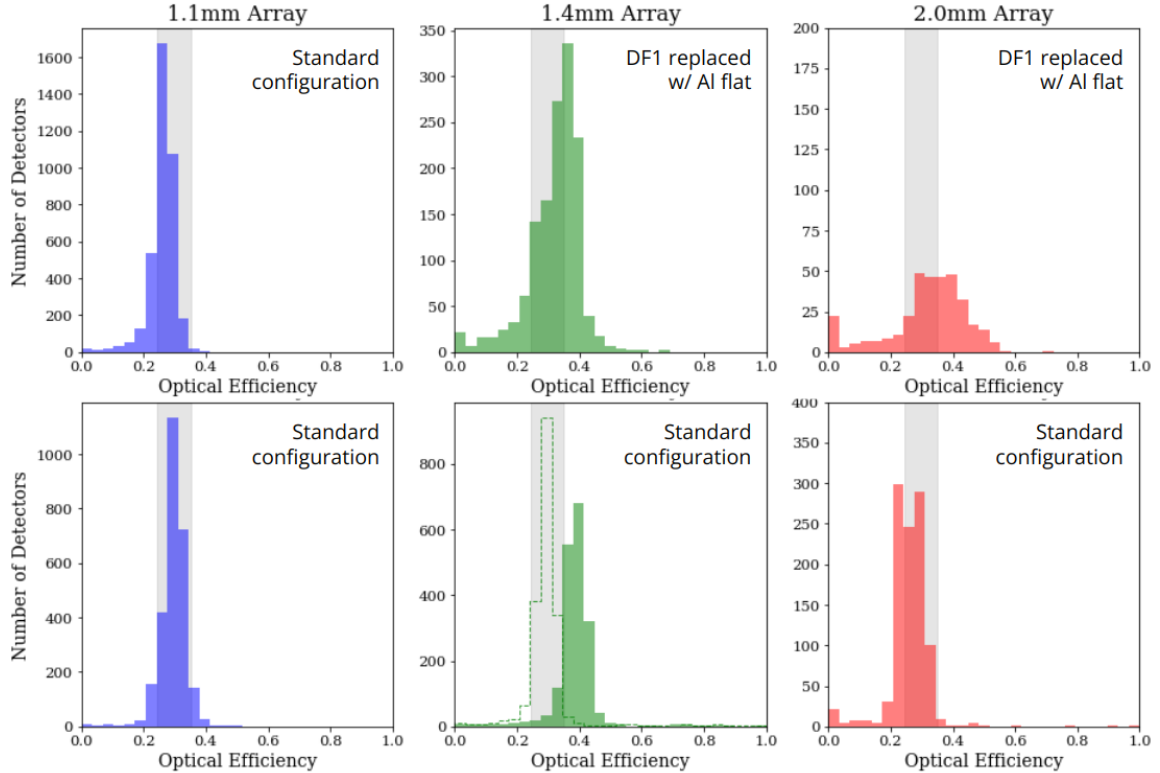 1.1mm Array
1.4mm Array
2.0mm Array
Standard
configuration
DF1 replaced
w/ Al flat
DF1 replaced
w/ Al flat
Number of Detectors
1600
1400
1200
1000
800
600
400
200
0
350
300
250
200
150
100
50
0
200
175
150
125
100
75
50
25
0
0.0 0.2 0.4 0.6 0.8 1.0
0.0 0.2 0.4 0.6 0.8 1.0
0.0 0.2 0.4 0.6 0.8 1.0
Optical Efficiency
Optical Efficiency
Optical Efficiency
Standard
configuration
Standard
configuration
Standard
configuration
Number of Detectors
1000
800
600
400
200
0
800
600
400
200
0
400
350
300
250
200
150
100
50
0
0.0 0.2 0.4 0.6 0.8 1.0
0.0 0.2 0.4 0.6 0.8 1.0
0.0 0.2 0.4 0.6 0.8 1.0
Optical Efficiency
Optical Efficiency
Optical Efficiency